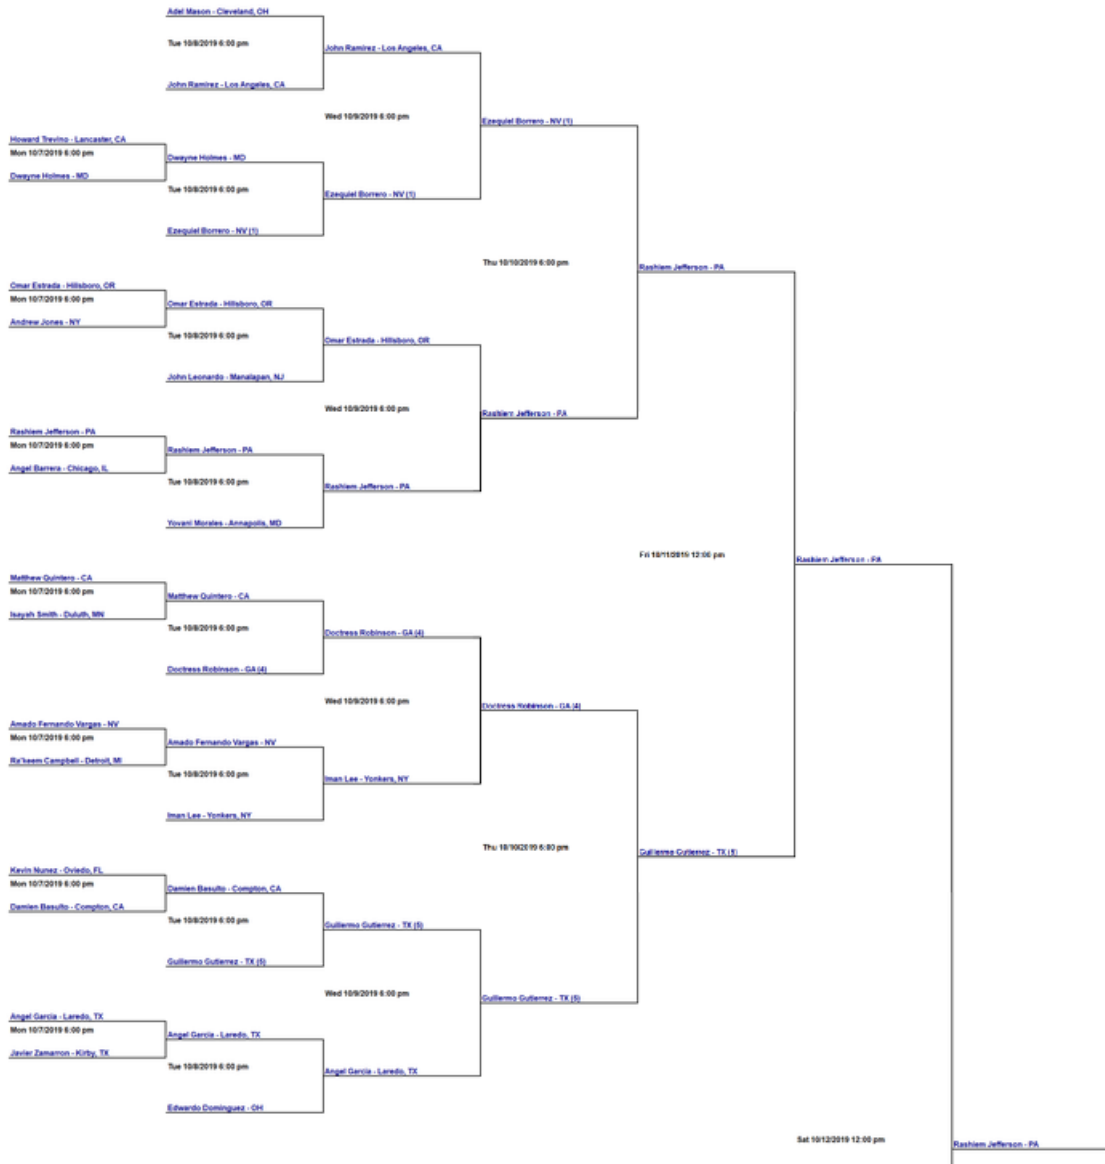 Adel Mason - Cleveland, OH
Tue 10/8/2019 6:00 pm
John Ramirez - Los Angeles, CA
John Ramirez - Los Angeles, CA
Wed 10/9/2019 6:00 pm
Ezequiel Borrero - NV (1)
Howard Trevino - Lancaster, CA
Mon 10/7/2019 6:00 pm
Dwayne Holmes - MD
Dwayne Holmes - MD
Tue 10/8/2019 6:00 pm
Ezequiel Borrero - NV (1)
Ezequiel Borrero - NV (1)
Thu 10/10/2019 6:00 pm
Rashiem Jefferson - PA
Omar Estrada - Hillsboro, OR
Mon 10/7/2019 6:00 pm
Omar Estrada - Hillsboro, OR
Andrew Jones - NY
Tue 10/8/2019 6:00 pm
Omar Estrada - Hillsboro, OR
John Leonardo - Manalapan, NJ
Wed 10/9/2019 6:00 pm
Rashiem Jefferson - PA
Rashiem Jefferson - PA
Mon 10/7/2019 6:00 pm
Rashiem Jefferson - PA
Angel Barrera - Chicago, IL
Tue 10/8/2019 6:00 pm
Rashiem Jefferson - PA
Yovani Morales - Annapolis, MD
Fri 10/11/2019 12:00 pm
Rashiem Jefferson - PA
Matthew Quintero - CA
Mon 10/7/2019 6:00 pm
Matthew Quintero - CA
Isayah Smith - Duluth, MN
Tue 10/8/2019 6:00 pm
Doctress Robinson - GA (4)
Doctress Robinson - GA (4)
Wed 10/9/2019 6:00 pm
Doctress Robinson - GA (4)
Amado Fernando Vargas - NV
Mon 10/7/2019 6:00 pm
Amado Fernando Vargas - NV
Ra'keem Campbell - Detroit, MI
Tue 10/8/2019 6:00 pm
Iman Lee - Yonkers, NY
Iman Lee - Yonkers, NY
Thu 10/10/2019 6:00 pm
Guillermo Gutierrez - TX (5)
Kevin Nunez - Oviedo, FL
Mon 10/7/2019 6:00 pm
Damien Basulto - Compton, CA
Damien Basulto - Compton, CA
Tue 10/8/2019 6:00 pm
Guillermo Gutierrez - TX (5)
Guillermo Gutierrez - TX (5)
Wed 10/9/2019 6:00 pm
Guillermo Gutierrez - TX (5)
Angel Garcia - Laredo, TX
Mon 10/7/2019 6:00 pm
Angel Garcia - Laredo, TX
Javier Zamarron - Kirby, TX
Tue 10/8/2019 6:00 pm
Angel Garcia - Laredo, TX
Edwardo Dominguez - OH
Sat 10/12/2019 12:00 pm
Rashiem Jefferson - PA